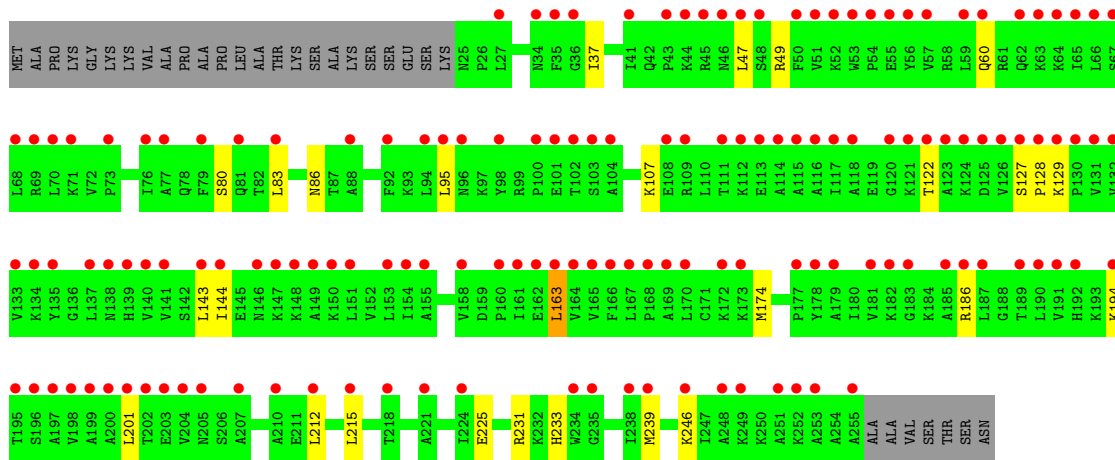 MET ALA PRO LYS GLY LYS LYS VAL ALA PRO ALA PRO LEU ALA THR LYS SER ALA LYS SER SER GLU SER LYS N25 P26 L27 N34 F35 G36 I37 I41 Q42 P43 K44 R45 N46 L47 S48 R49 F50 V51 K52 W53 P54 E55 Y56 V57 R58 L59 Q60 R61 Q62 K63 K64 I65 L66 S67
L68 R69 L70 K71 V72 P73 I76 A77 Q78 F79 S80 Q81 T82 L83 N86 T87 A88 F92 K93 L94 L95 N96 K97 Y98 R99 P100 E101 T102 S103 A104 K107 E108 R109 L110 T111 K112 E113 A114 A115 A116 I117 A118 E119 G120 K121 T122 A123 K124 D125 V126 S127 P128 K129 P130 V131 V132
V133 K134 Y135 G136 L137 N138 H139 V140 V141 S142 L143 I144 E145 N146 K147 K148 A149 K150 L151 V152 L153 I154 A155 V158 D159 P160 I161 E162 L163 V164 V165 F166 L167 P168 A169 L170 C171 K172 K173 M174 P177 Y178 A179 I180 V181 K182 G183 K184 A185 R186 L187 G188 T189 L190 V191 H192 K193 K194
T195 S196 A197 V198 A199 A200 L201 T202 E203 V204 N205 S206 A207 A210 E211 L212 L215 T218 A221 I224 E225 R231 K232 H233 W234 G235 I238 M239 K246 I247 A248 K249 K250 A251 K252 A253 A254 A255 ALA ALA VAL SER THR SER ASN